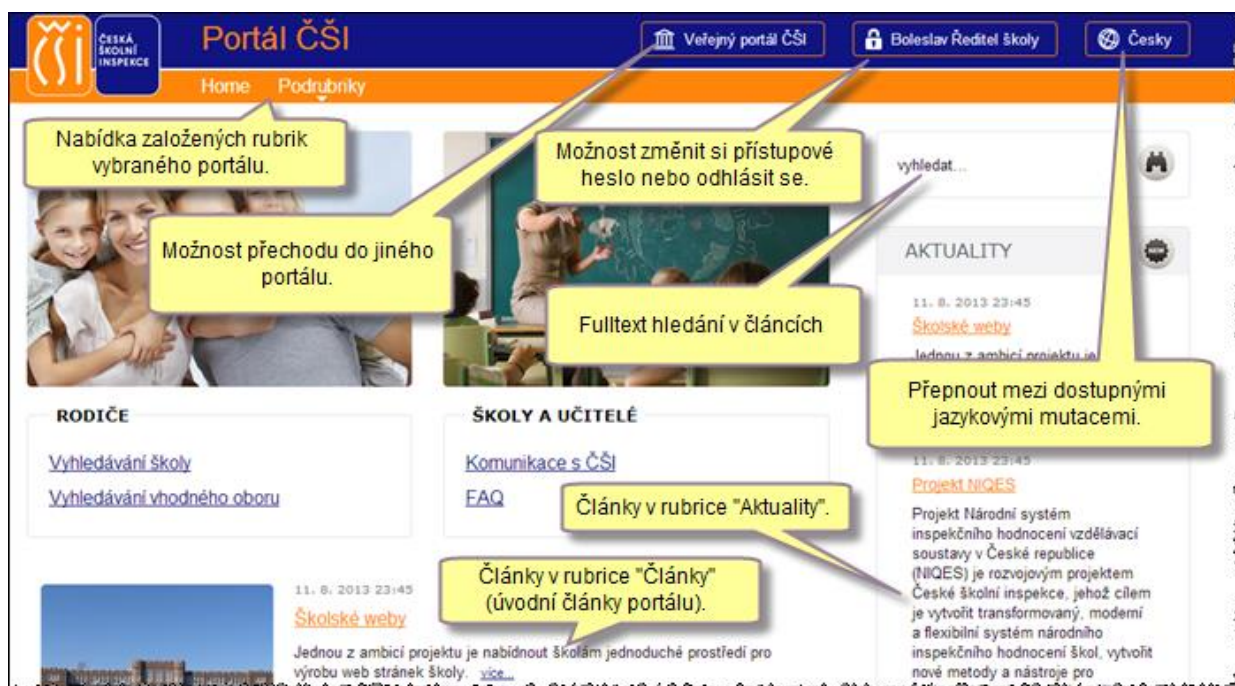 ČŠI
ČESKÁ
ŠKOLNÍ
INSPEKCE
Portál ČŠI
Veřejný portál ČŠI
Boleslav Ředitel školy
Česky
Home Podrubriky
Nabídka založených rubrik
vybraného portálu.
Možnost změnit si přístupové
heslo nebo odhlásit se.
vyhledat...
Možnost přechodu do jiného
portálu.
AKTUALITY
Fulltext hledání v článcích
11. 8. 2013 23:45
Školské weby
Jednou z ambicí projektu je
Přepnout mezi dostupnými
jazykovými mutacemi.
RODIČE
Vyhledávání školy
Vyhledávání vhodného oboru
ŠKOLY A UČITELÉ
Komunikace s ČŠI
FAQ
11. 8. 2013 23:45
Projekt NIQES
Články v rubrice "Aktuality".
Projekt Národní systém
inspekčního hodnocení vzdělávací
soustavy v České republice
(NIQES) je rozvojovým projektem
České školní inspekce, jehož cílem
je vytvořit transformovaný, moderní
a flexibilní systém národního
inspekčního hodnocení škol, vytvořit
nové metody a nástroje pro
Články v rubrice "Články"
(úvodní články portálu).
11. 8. 2013 23:45
Školské weby
Jednou z ambicí projektu je nabídnout školám jednoduché prostředí pro
výrobu web stránek školy. více...